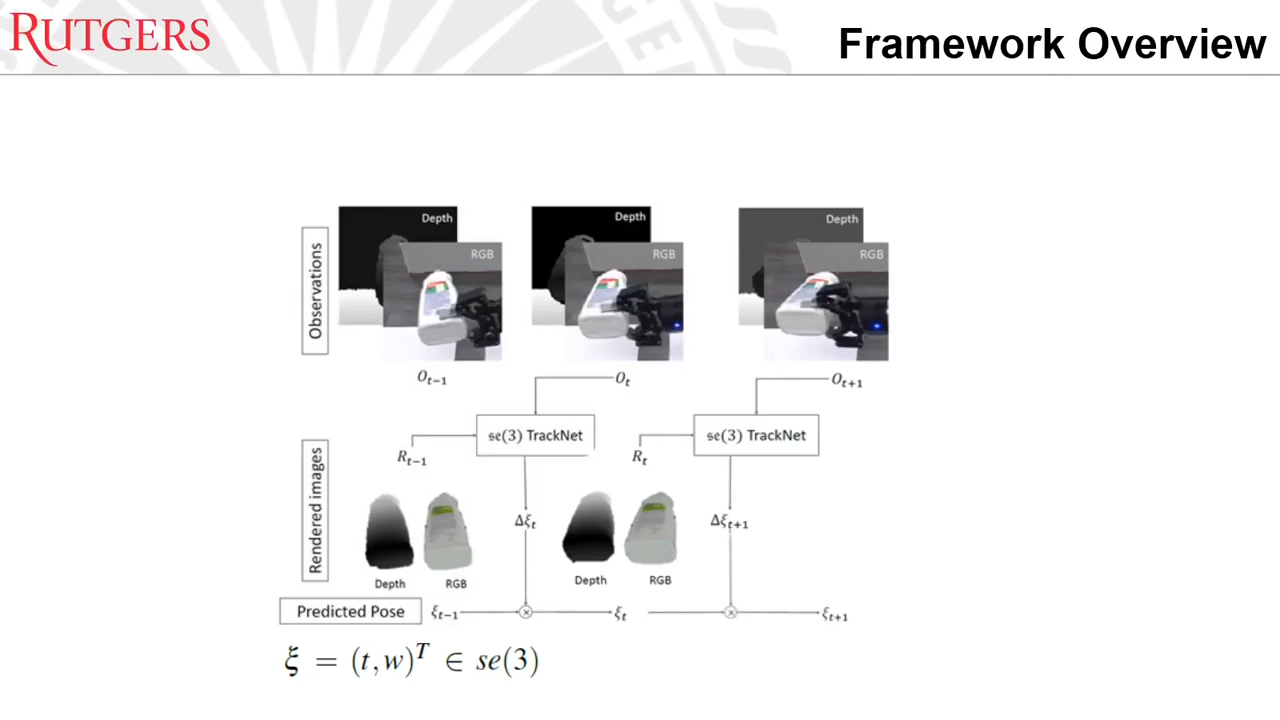 RUTGERS
Framework Overview
Observations
Depth
RGB
Depth
RGB
Depth
RGB
O_{t−1}
O_t
O_{t+1}
se(3) TrackNet
se(3) TrackNet
R_{t−1}
R_t
Rendered images
Δξ_t
Δξ_{t+1}
Depth
RGB
Depth
RGB
Predicted Pose
ξ_{t−1}
ξ_t
ξ_{t+1}
ξ = (t, w)^T ∈ se(3)